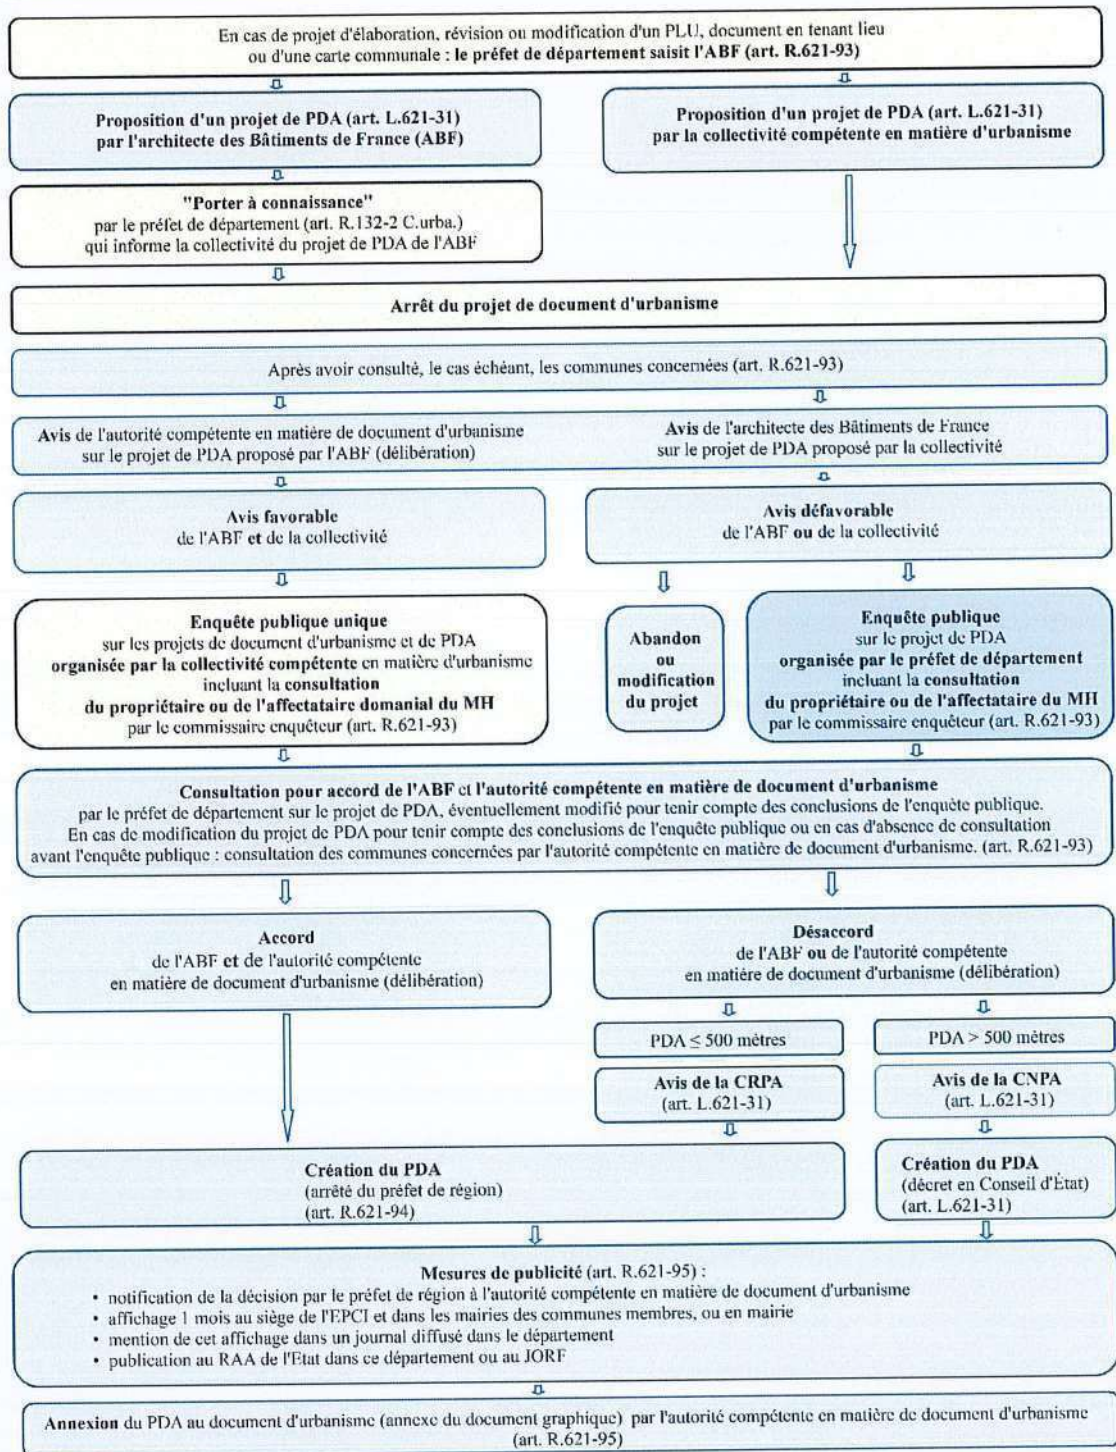 En cas de projet d'élaboration, révision ou modification d'un PLU, document en tenant lieu
ou d'une carte communale : le préfet de département saisit l'ABF (art. R.621-93)
Proposition d'un projet de PDA (art. L.621-31)
par l'architecte des Bâtiments de France (ABF)
Proposition d'un projet de PDA (art. L.621-31)
par la collectivité compétente en matière d'urbanisme
"Porter à connaissance"
par le préfet de département (art. R.132-2 C.urba.)
qui informe la collectivité du projet de PDA de l'ABF
Arrêt du projet de document d'urbanisme
Après avoir consulté, le cas échéant, les communes concernées (art. R.621-93)
Avis de l'autorité compétente en matière de document d'urbanisme
sur le projet de PDA proposé par l'ABF (délibération)
Avis de l'architecte des Bâtiments de France
sur le projet de PDA proposé par la collectivité
Avis favorable
de l'ABF et de la collectivité
Avis défavorable
de l'ABF ou de la collectivité
Enquête publique unique
sur les projets de document d'urbanisme et de PDA
organisée par la collectivité compétente en matière d'urbanisme
incluant la consultation
du propriétaire ou de l'affectataire domanial du MH
par le commissaire enquêteur (art. R.621-93)
Abandon
ou
modification
du projet
Enquête publique
sur le projet de PDA
organisée par le préfet de département
incluant la consultation
du propriétaire ou de l'affectataire du MH
par le commissaire enquêteur (art. R.621-93)
Consultation pour accord de l'ABF et l'autorité compétente en matière de document d'urbanisme
par le préfet de département sur le projet de PDA, éventuellement modifié pour tenir compte des conclusions de l'enquête publique.
En cas de modification du projet de PDA pour tenir compte des conclusions de l'enquête publique ou en cas d'absence de consultation
avant l'enquête publique : consultation des communes concernées par l'autorité compétente en matière de document d'urbanisme. (art. R.621-93)
Accord
de l'ABF et de l'autorité compétente
en matière de document d'urbanisme (délibération)
Désaccord
de l'ABF ou de l'autorité compétente
en matière de document d'urbanisme (délibération)
PDA ≤ 500 mètres
PDA > 500 mètres
Avis de la CRPA
(art. L.621-31)
Avis de la CNPA
(art. L.621-31)
Création du PDA
(arrêté du préfet de région)
(art. R.621-94)
Création du PDA
(décret en Conseil d'État)
(art. L.621-31)
Mesures de publicité (art. R.621-95) :
• notification de la décision par le préfet de région à l'autorité compétente en matière de document d'urbanisme
• affichage 1 mois au siège de l'EPCI et dans les mairies des communes membres, ou en mairie
• mention de cet affichage dans un journal diffusé dans le département
• publication au RAA de l'Etat dans ce département ou au JORF
Annexion du PDA au document d'urbanisme (annexe du document graphique) par l'autorité compétente en matière de document d'urbanisme
(art. R.621-95)